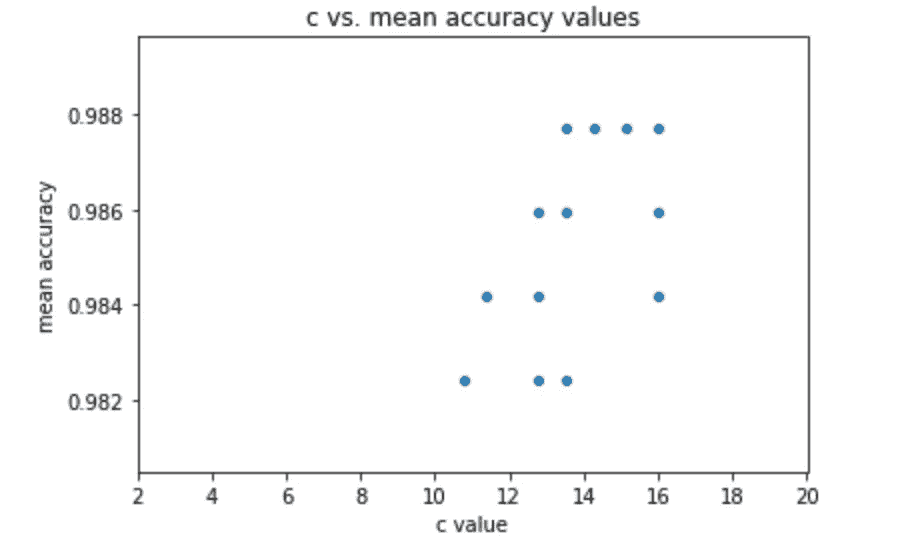 c vs. mean accuracy values
0.988
0.986
0.984
0.982
mean accuracy
2 4 6 8 10 12 14 16 18 20
c value